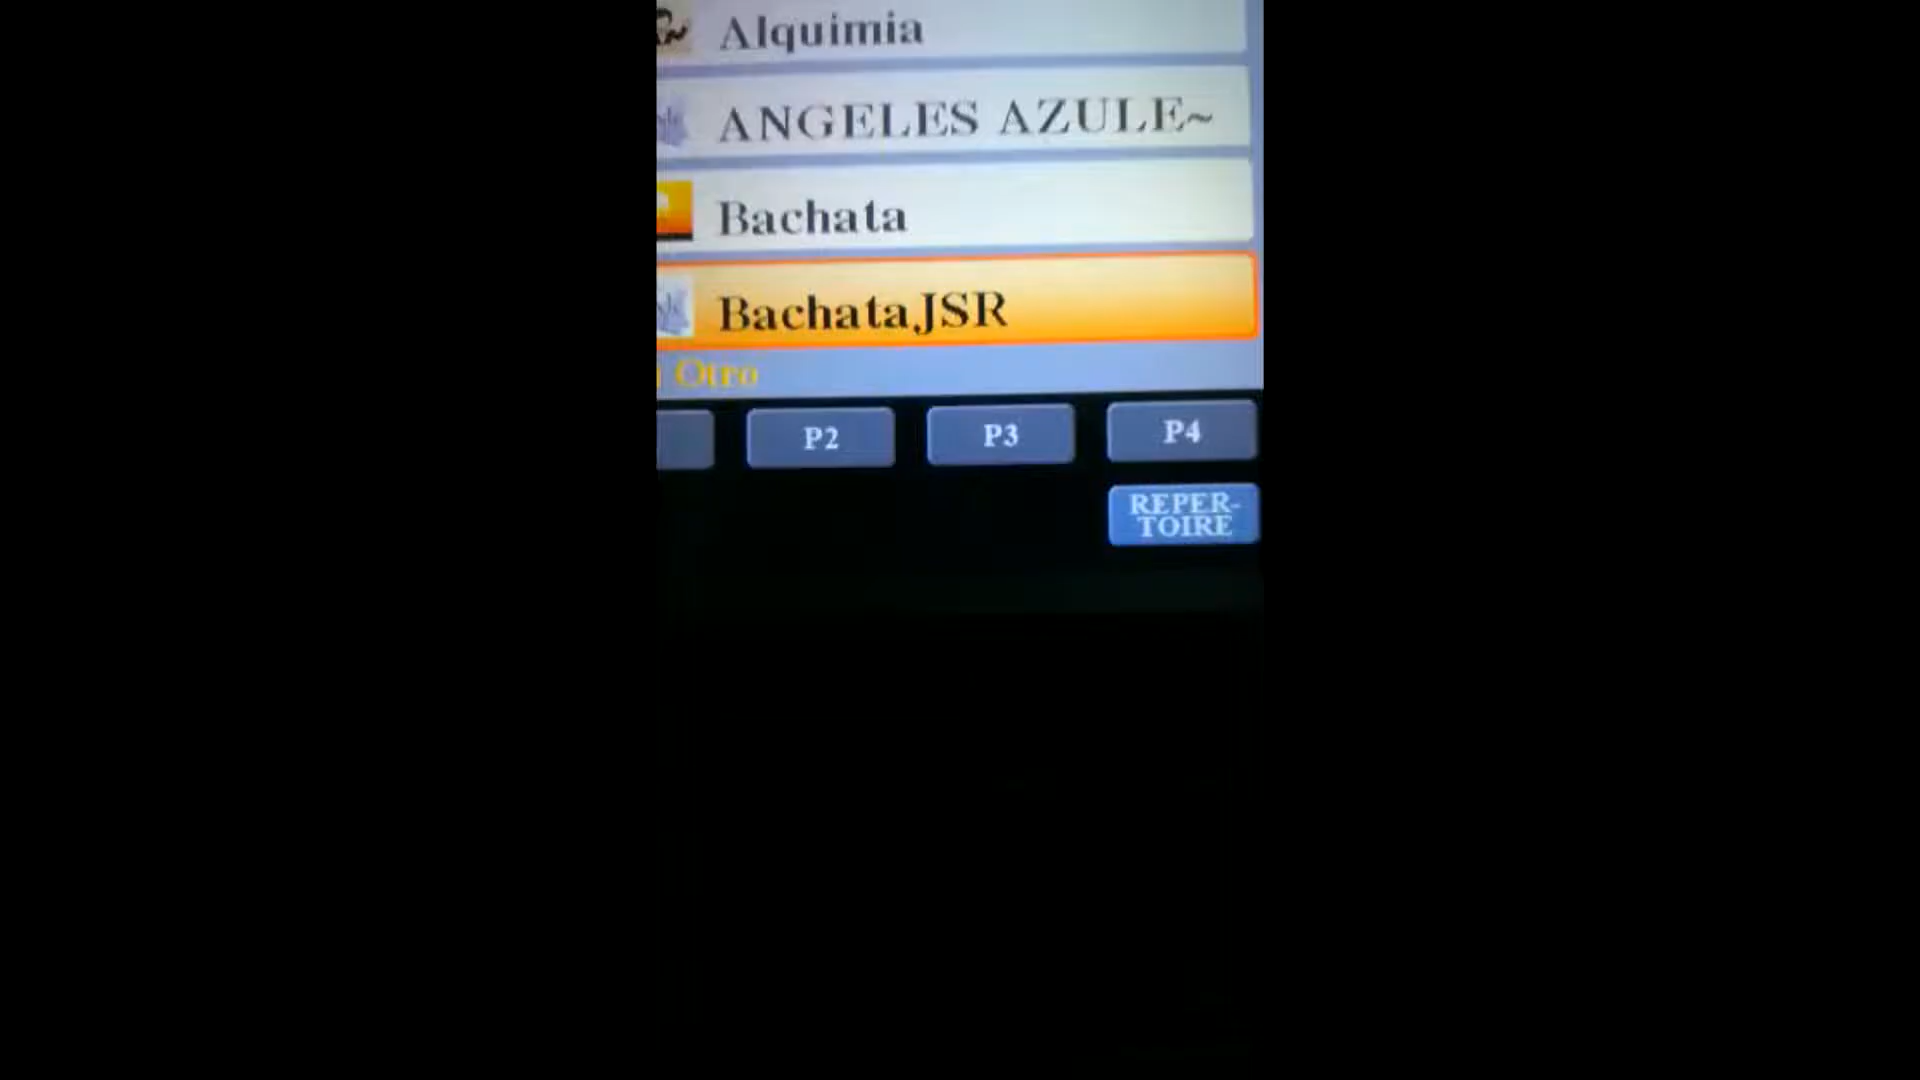 Alquimia
ANGELES AZULE~
Bachata
BachataJSR
Otro
P2
P3
P4
REPER-
TOIRE